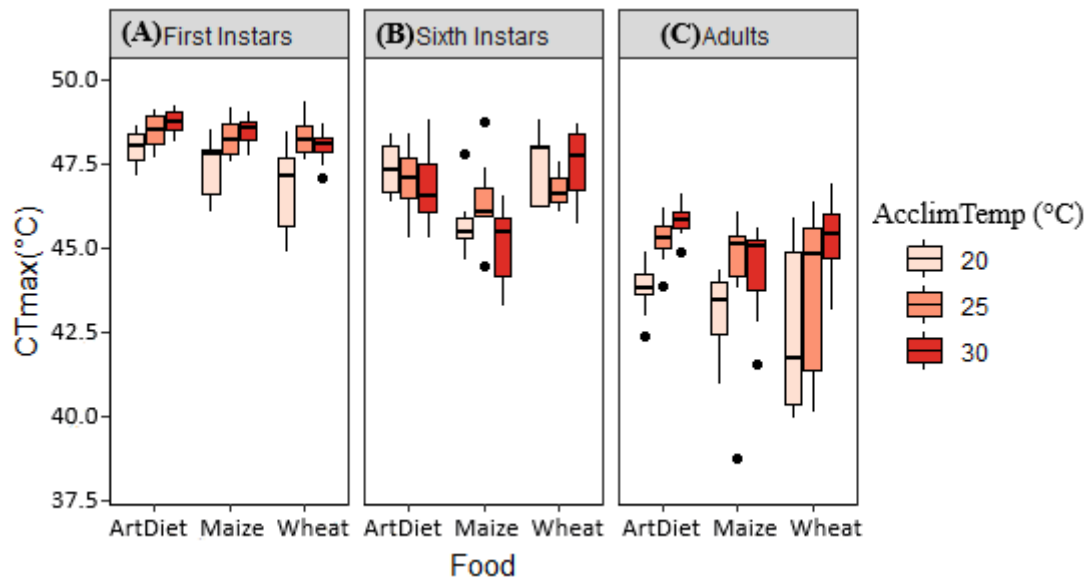 (A)First Instars
(B)Sixth Instars
(C)Adults
CTmax(°C)
50.0
47.5
45.0
42.5
40.0
37.5
ArtDiet Maize Wheat
ArtDiet Maize Wheat
ArtDiet Maize Wheat
Food
AcclimTemp (°C)
20
25
30